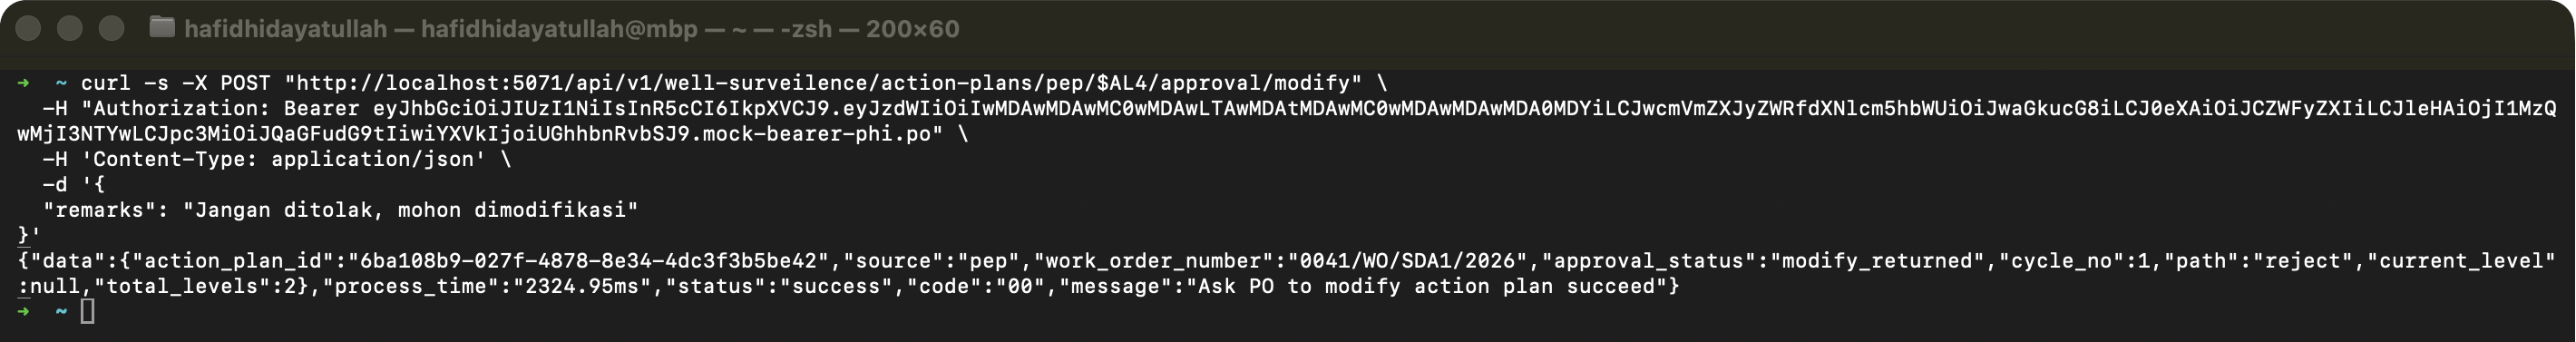 hafidhidayatullah — hafidhidayatullah@mbp — ~ — -zsh — 200×60
➜  ~ curl -s -X POST "http://localhost:5071/api/v1/well-surveilence/action-plans/pep/$AL4/approval/modify" \
  -H "Authorization: Bearer eyJhbGciOiJIUzI1NiIsInR5cCI6IkpXVCJ9.eyJzdWIiOiIwMDAwMDAwMC0wMDAwLTAwMDAtMDAwMC0wMDAwMDAwMDA0MDYiLCJwcmVmZXJyZWRfdXNlcm5hbWUiOiJwaGkucG8iLCJ0eXAiOiJCZWFyZXIiLCJleHAiOjI1MzQ
wMjI3NTYwLCJpc3MiOiJQaGFudG9tIiwiYXVkIjoiUGhhbnRvbSJ9.mock-bearer-phi.po" \
  -H 'Content-Type: application/json' \
  -d '{
  "remarks": "Jangan ditolak, mohon dimodifikasi"
}'
{"data":{"action_plan_id":"6ba108b9-027f-4878-8e34-4dc3f3b5be42","source":"pep","work_order_number":"0041/WO/SDA1/2026","approval_status":"modify_returned","cycle_no":1,"path":"reject","current_level"
:null,"total_levels":2},"process_time":"2324.95ms","status":"success","code":"00","message":"Ask PO to modify action plan succeed"}
➜  ~